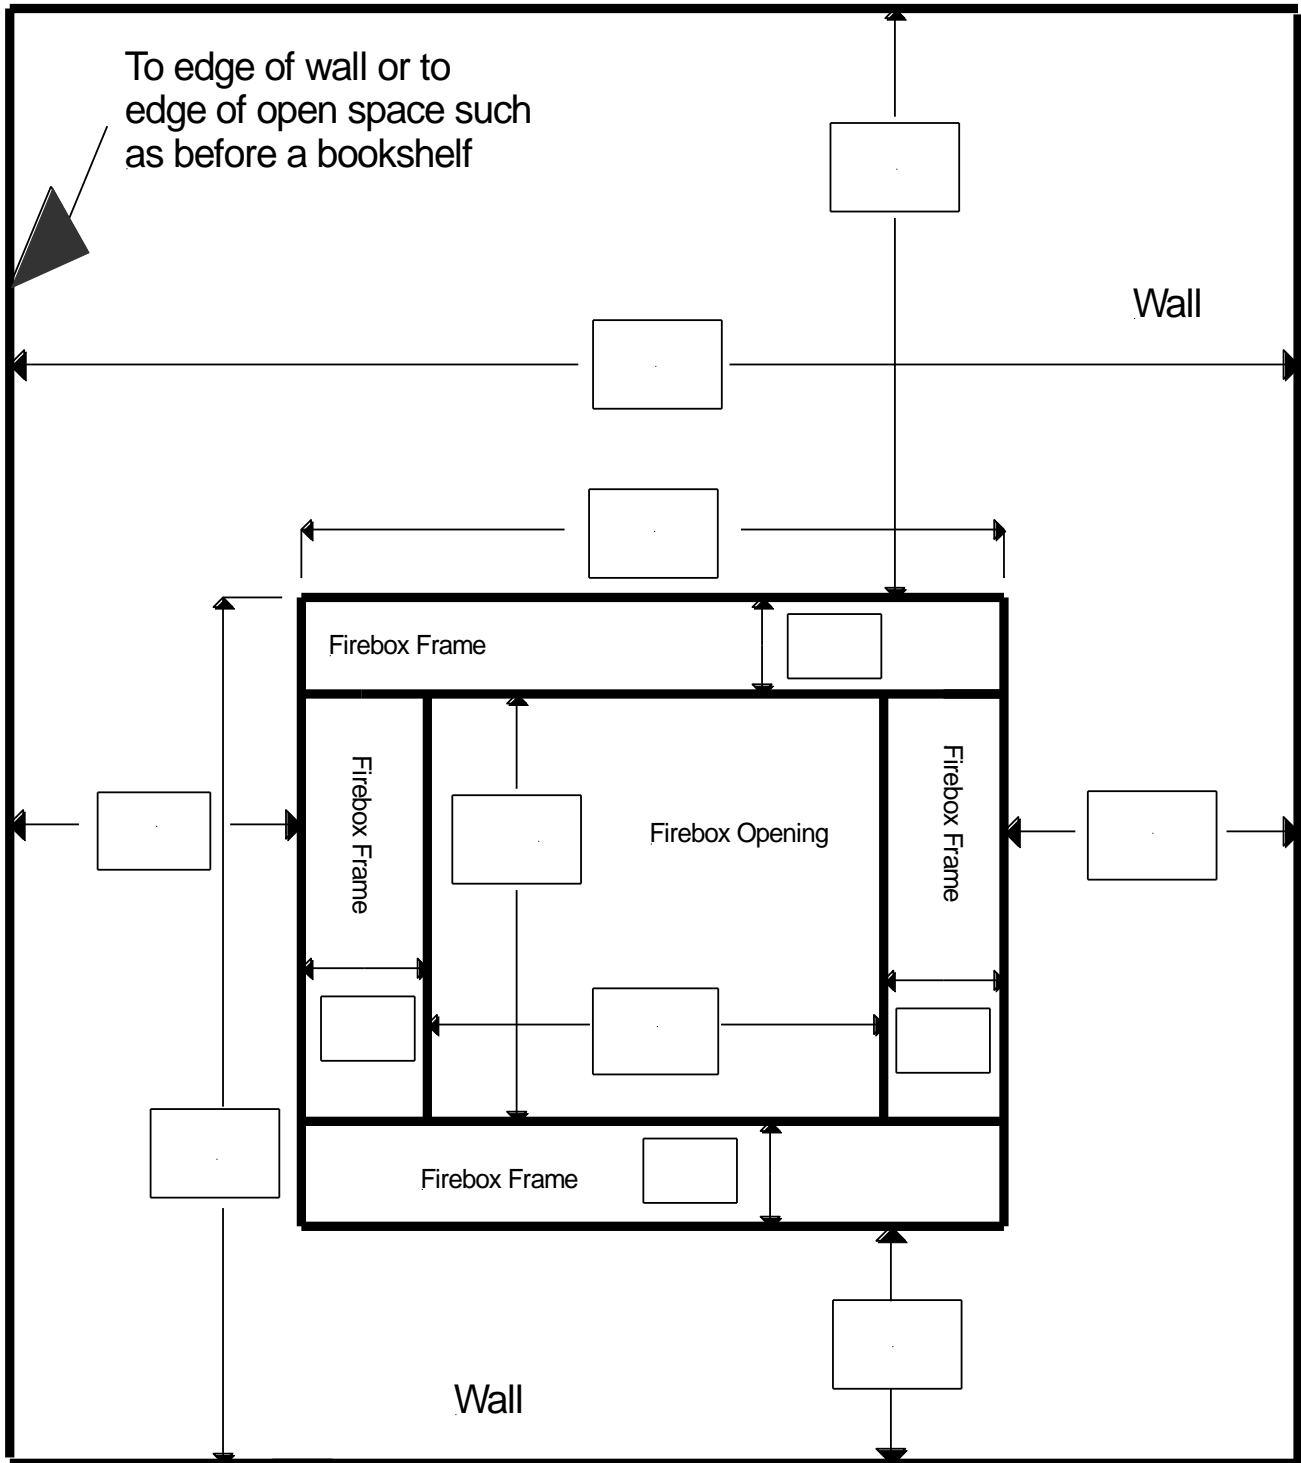 To edge of wall or to
edge of open space such
as before a bookshelf
Wall
Firebox Frame
Firebox Frame
Firebox Opening
Firebox Frame
Firebox Frame
Wall